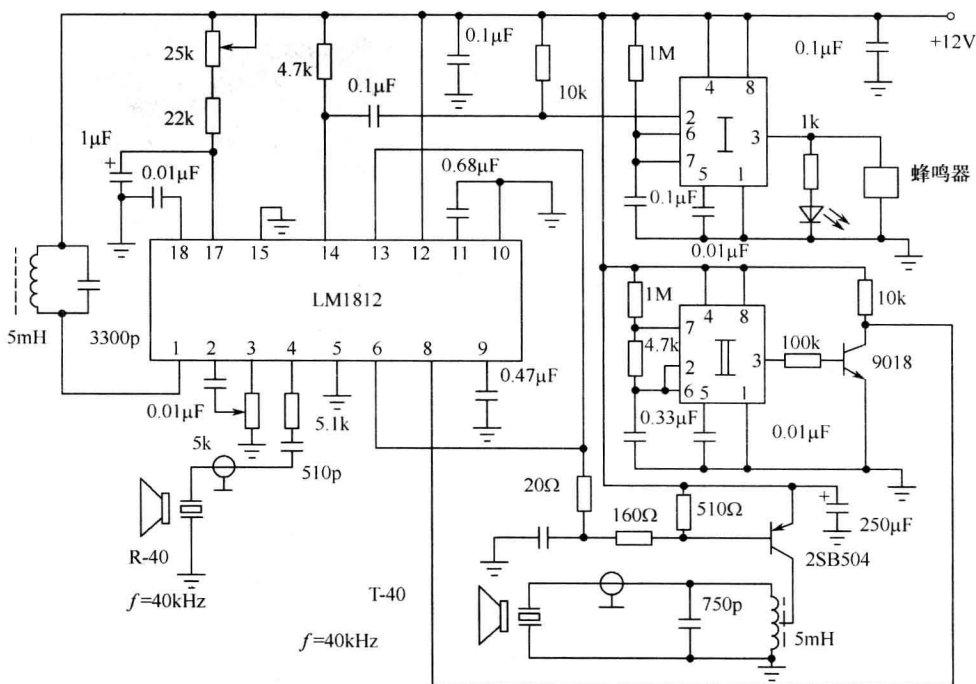 +12V
25k
4.7k
0.1μF
0.1μF
1M
0.1μF
22k
0.1μF
10k
4
8
2
6
7
I
3
5
1
1k
蜂鸣器
1μF
+
0.01μF
0.68μF
0.1μF
0.01μF
18
17
15
14
13
12
11
10
LM1812
1
2
3
4
5
6
8
9
5mH
3300p
1M
4
8
10k
7
2
6
II
3
5
1
4.7k
100k
9018
0.33μF
0.01μF
0.47μF
0.01μF
5k
5.1k
510p
R-40
f=40kHz
20Ω
160Ω
510Ω
+
250μF
2SB504
T-40
f=40kHz
750p
5mH